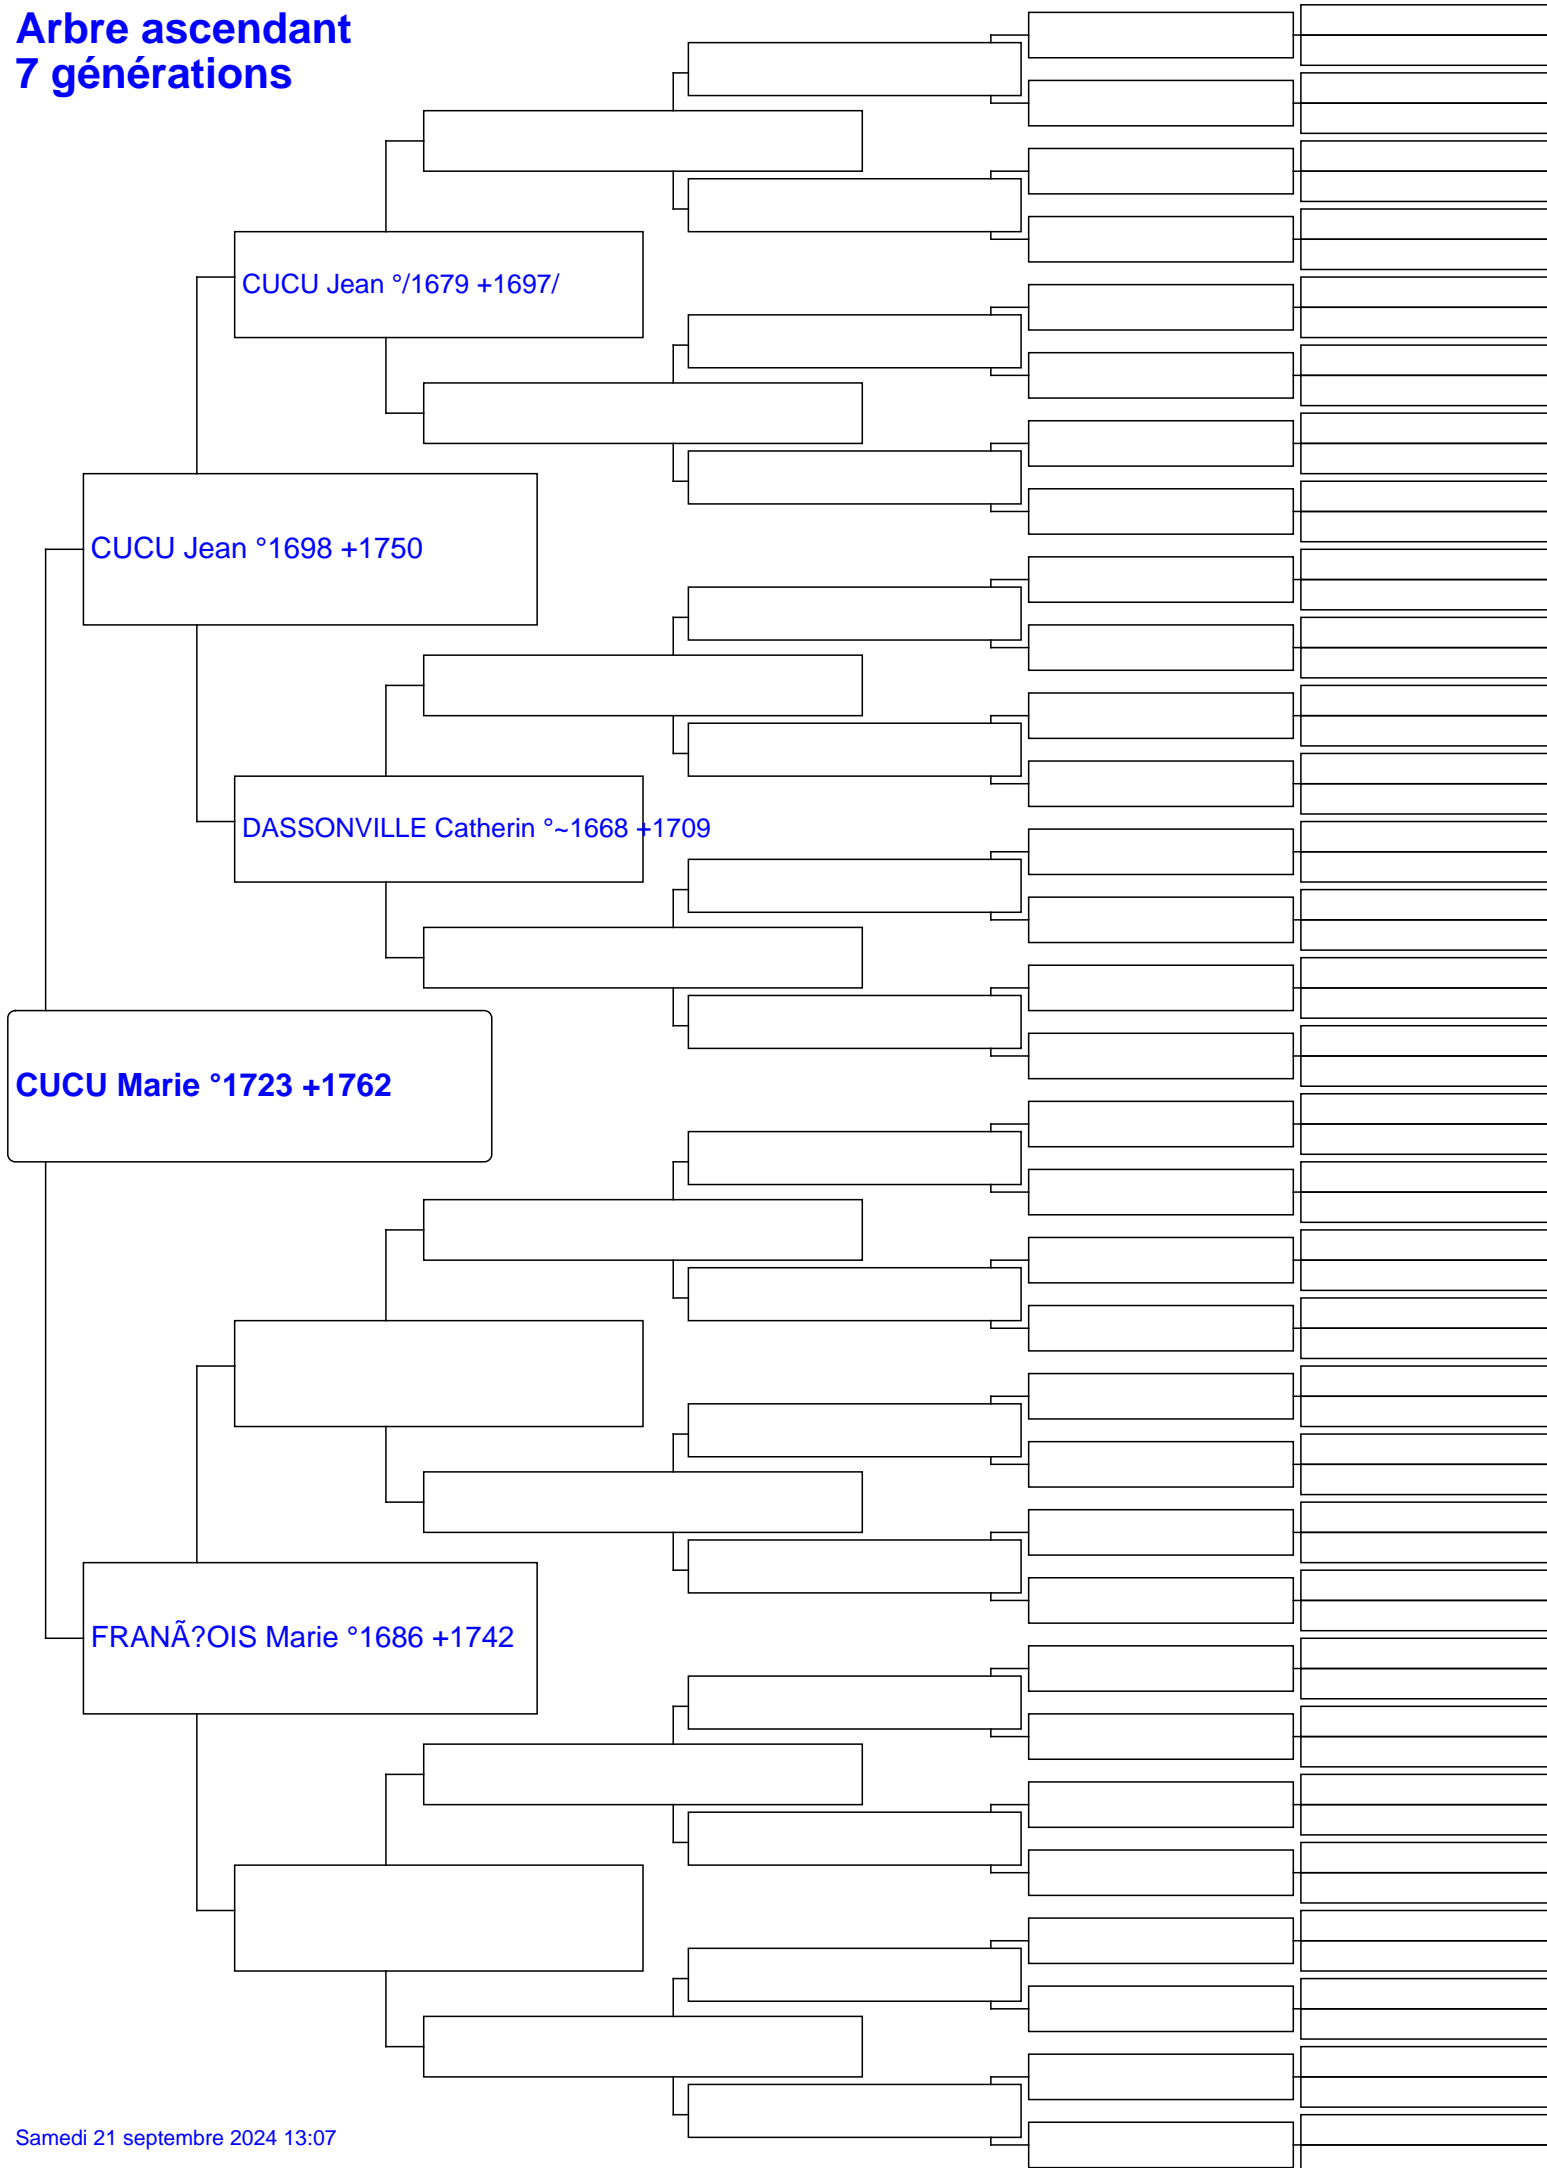 Arbre ascendant
7 générations
CUCU Jean °/1679 +1697/
CUCU Jean °1698 +1750
DASSONVILLE Catherin °~1668 +1709
CUCU Marie °1723 +1762
FRANÃ?OIS Marie °1686 +1742
Samedi 21 septembre 2024 13:07